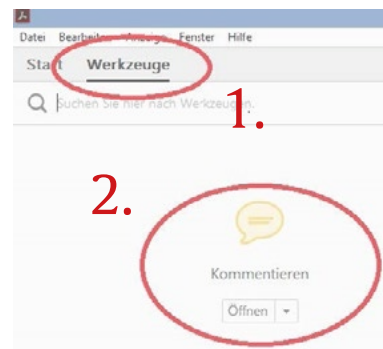 Datei Bearbeiten Anzeige Fenster Hilfe
Start Werkzeuge
Suchen Sie hier nach Werkzeugen.
1.
2.
Kommentieren
Öffnen